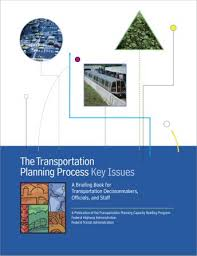 The Transportation
Planning Process Key Issues
A Briefing Book for
Transportation Decisionmakers,
Officials, and Staff
A Publication of the Transportation Planning Capacity Building Program
Federal Highway Administration
Federal Transit Administration